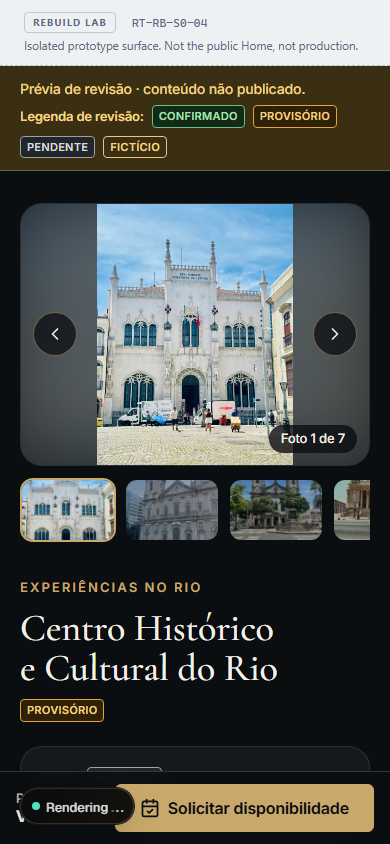 REBUILD LAB RT-RB-S0-04
Isolated prototype surface. Not the public Home, not production.
Prévia de revisão · conteúdo não publicado.
Legenda de revisão: CONFIRMADO PROVISÓRIO
PENDENTE FICTÍCIO
Foto 1 de 7
EXPERIÊNCIAS NO RIO
Centro Histórico
e Cultural do Rio
PROVISÓRIO
Rendering ...
Solicitar disponibilidade